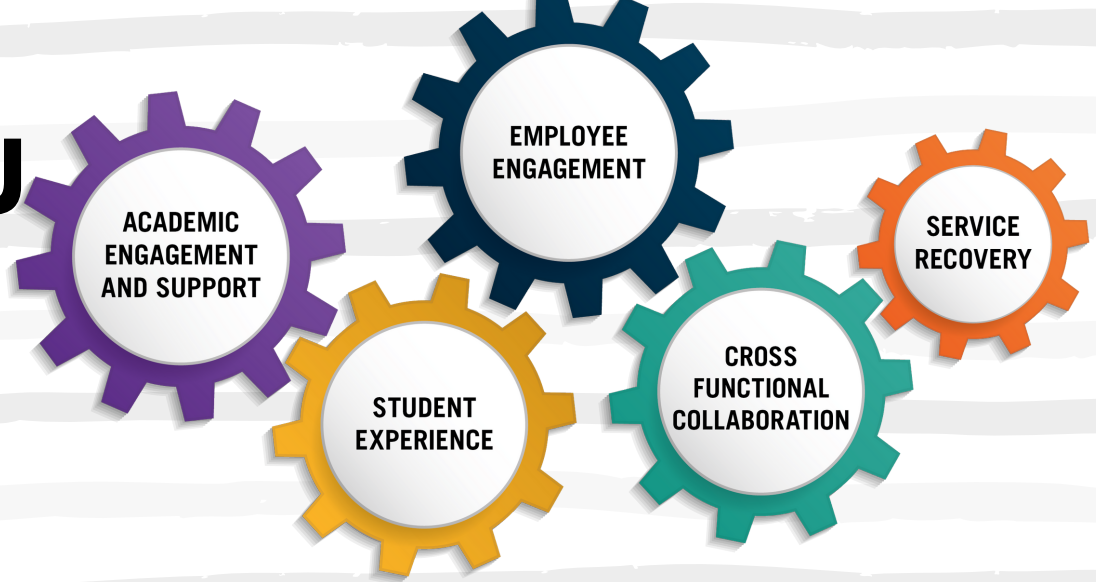 U
ACADEMIC
ENGAGEMENT
AND SUPPORT
EMPLOYEE
ENGAGEMENT
STUDENT
EXPERIENCE
CROSS
FUNCTIONAL
COLLABORATION
SERVICE
RECOVERY